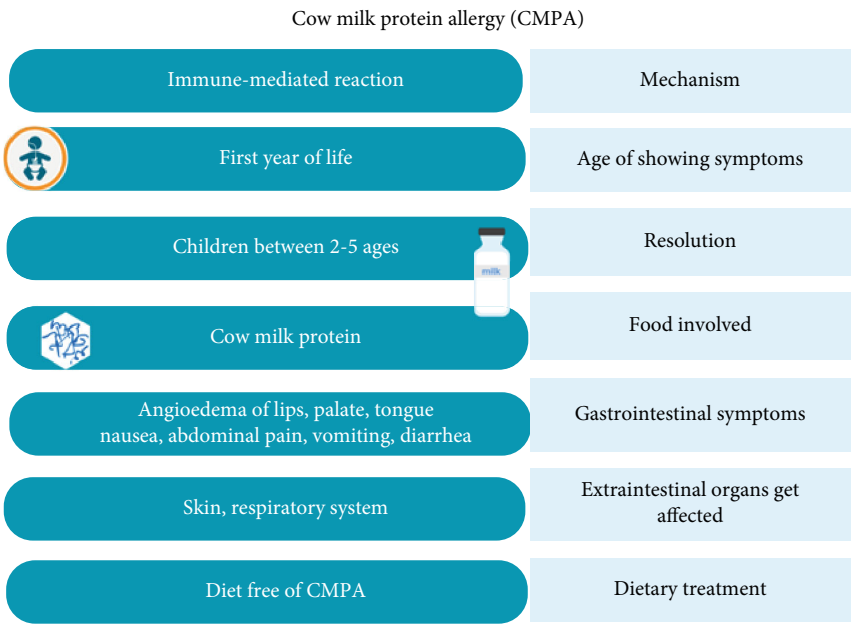 Cow milk protein allergy (CMPA)
Immune-mediated reaction
Mechanism
First year of life
Age of showing symptoms
Children between 2-5 ages
Resolution
milk
Cow milk protein
Food involved
Angioedema of lips, palate, tongue
nausea, abdominal pain, vomiting, diarrhea
Gastrointestinal symptoms
Skin, respiratory system
Extraintestinal organs get
affected
Diet free of CMPA
Dietary treatment